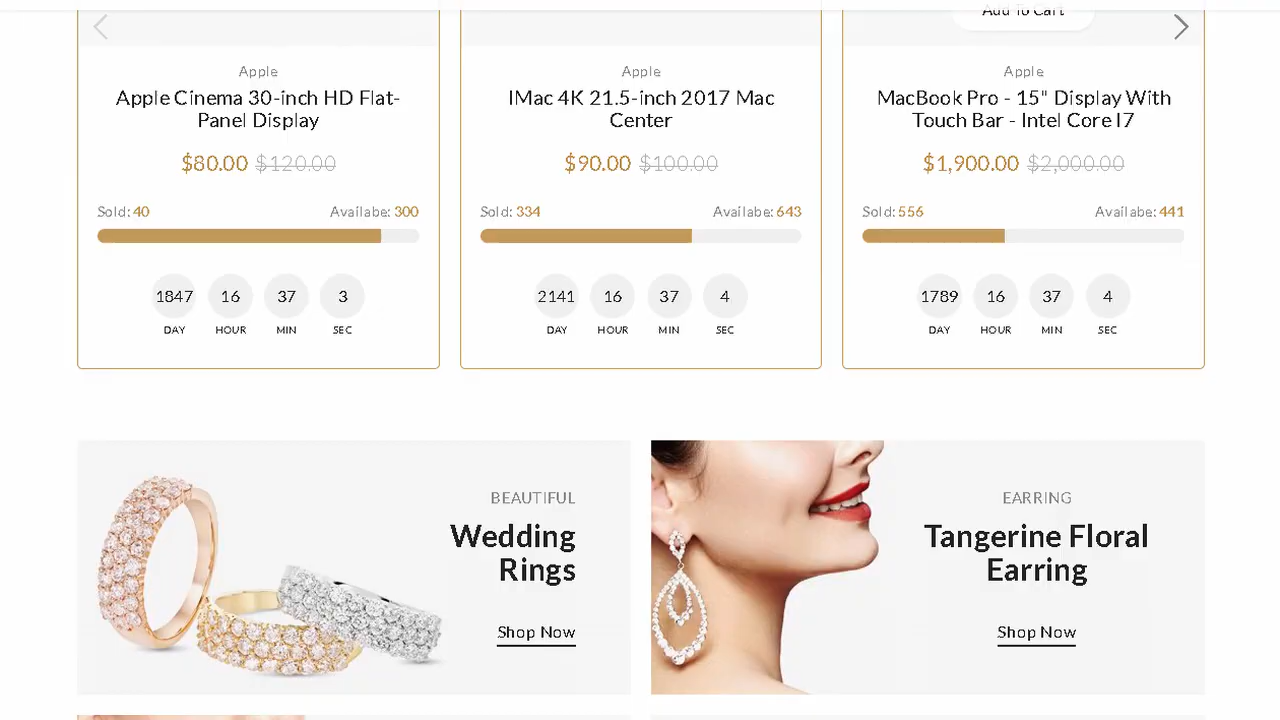 Add To Cart
Apple
Apple Cinema 30-inch HD Flat-
Panel Display
$80.00 $120.00
Sold: 40 Availabe: 300
1847 16 37 3
DAY HOUR MIN SEC
Apple
IMac 4K 21.5-inch 2017 Mac
Center
$90.00 $100.00
Sold: 334 Availabe: 643
2141 16 37 4
DAY HOUR MIN SEC
Apple
MacBook Pro - 15" Display With
Touch Bar - Intel Core I7
$1,900.00 $2,000.00
Sold: 556 Availabe: 441
1789 16 37 4
DAY HOUR MIN SEC
BEAUTIFUL
Wedding
Rings
Shop Now
EARRING
Tangerine Floral
Earring
Shop Now